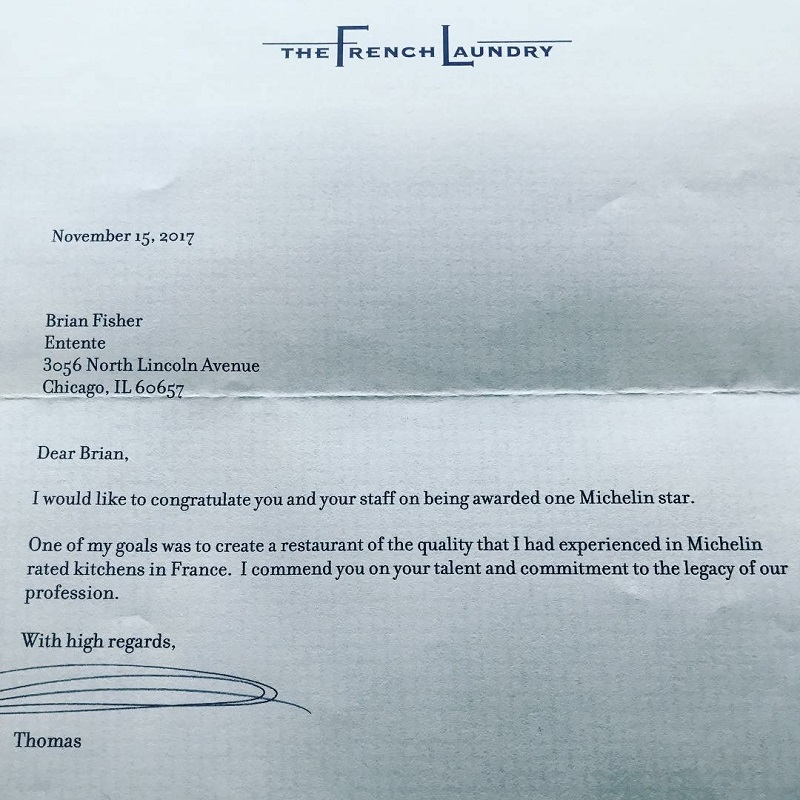 THE FRENCH LAUNDRY
November 15, 2017
Brian Fisher
Entente
3056 North Lincoln Avenue
Chicago, IL 60657
Dear Brian,
I would like to congratulate you and your staff on being awarded one Michelin star.
One of my goals was to create a restaurant of the quality that I had experienced in Michelin
rated kitchens in France.  I commend you on your talent and commitment to the legacy of our
profession.
With high regards,
Thomas